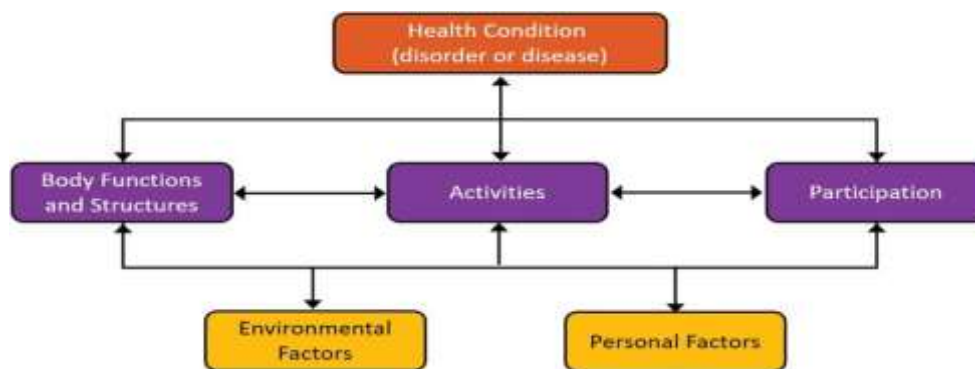 Health Condition
(disorder or disease)
Body Functions
and Structures
Activities
Participation
Environmental
Factors
Personal Factors